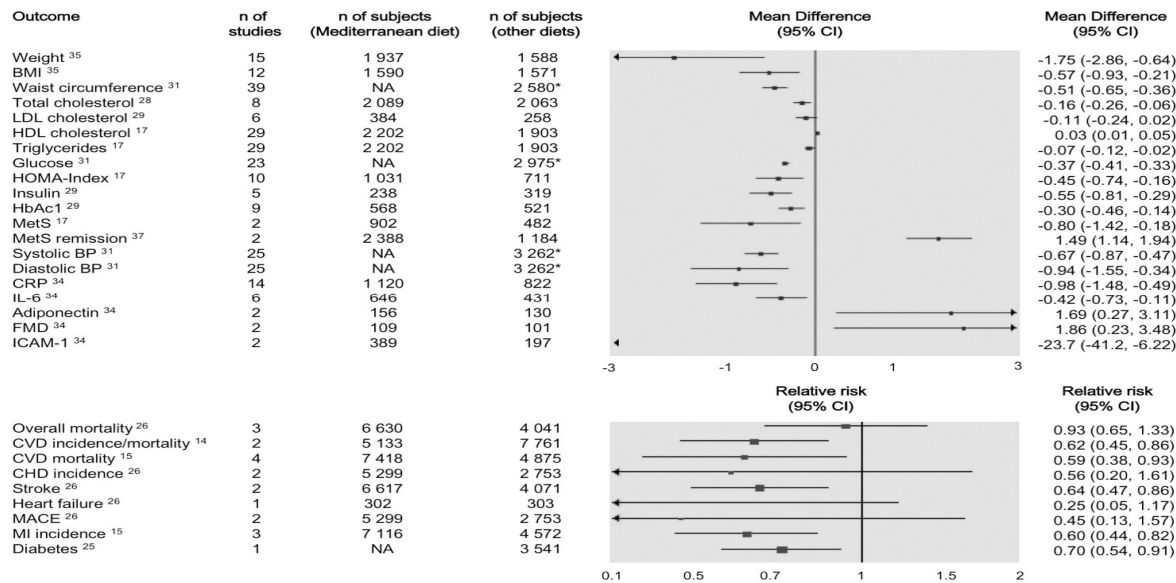 Outcome n of studies n of subjects (Mediterranean diet) n of subjects (other diets) Mean Difference (95% CI) Mean Difference (95% CI)
Weight 35 15 1 937 1 588 -1.75 (-2.86, -0.64)
BMI 35 12 1 590 1 571 -0.57 (-0.93, -0.21)
Waist circumference 31 39 NA 2 580* -0.51 (-0.65, -0.36)
Total cholesterol 28 8 2 089 2 063 -0.16 (-0.26, -0.06)
LDL cholesterol 29 6 384 258 -0.11 (-0.24, 0.02)
HDL cholesterol 17 29 2 202 1 903 0.03 (0.01, 0.05)
Triglycerides 17 29 2 202 1 903 -0.07 (-0.12, -0.02)
Glucose 31 23 NA 2 975* -0.37 (-0.41, -0.33)
HOMA-Index 17 10 1 031 711 -0.45 (-0.74, -0.16)
Insulin 29 5 238 319 -0.55 (-0.81, -0.29)
HbAc1 29 9 568 521 -0.30 (-0.46, -0.14)
MetS 17 2 902 482 -0.80 (-1.42, -0.18)
MetS remission 37 2 2 388 1 184 1.49 (1.14, 1.94)
Systolic BP 31 25 NA 3 262* -0.67 (-0.87, -0.47)
Diastolic BP 31 25 NA 3 262* -0.94 (-1.55, -0.34)
CRP 34 14 1 120 822 -0.98 (-1.48, -0.49)
IL-6 34 6 646 431 -0.42 (-0.73, -0.11)
Adiponectin 34 2 156 130 1.69 (0.27, 3.11)
FMD 34 2 109 101 1.86 (0.23, 3.48)
ICAM-1 34 2 389 197 -23.7 (-41.2, -6.22)
-3 -1 0 1 3
Relative risk (95% CI) Relative risk (95% CI)
Overall mortality 26 3 6 630 4 041 0.93 (0.65, 1.33)
CVD incidence/mortality 14 2 5 133 7 761 0.62 (0.45, 0.86)
CVD mortality 15 4 7 418 4 875 0.59 (0.38, 0.93)
CHD incidence 26 2 5 299 2 753 0.56 (0.20, 1.61)
Stroke 26 2 6 617 4 071 0.64 (0.47, 0.86)
Heart failure 26 1 302 303 0.25 (0.05, 1.17)
MACE 26 2 5 299 2 753 0.45 (0.13, 1.57)
MI incidence 15 3 7 116 4 572 0.60 (0.44, 0.82)
Diabetes 25 1 NA 3 541 0.70 (0.54, 0.91)
0.1 0.5 0.7 1 1.5 2